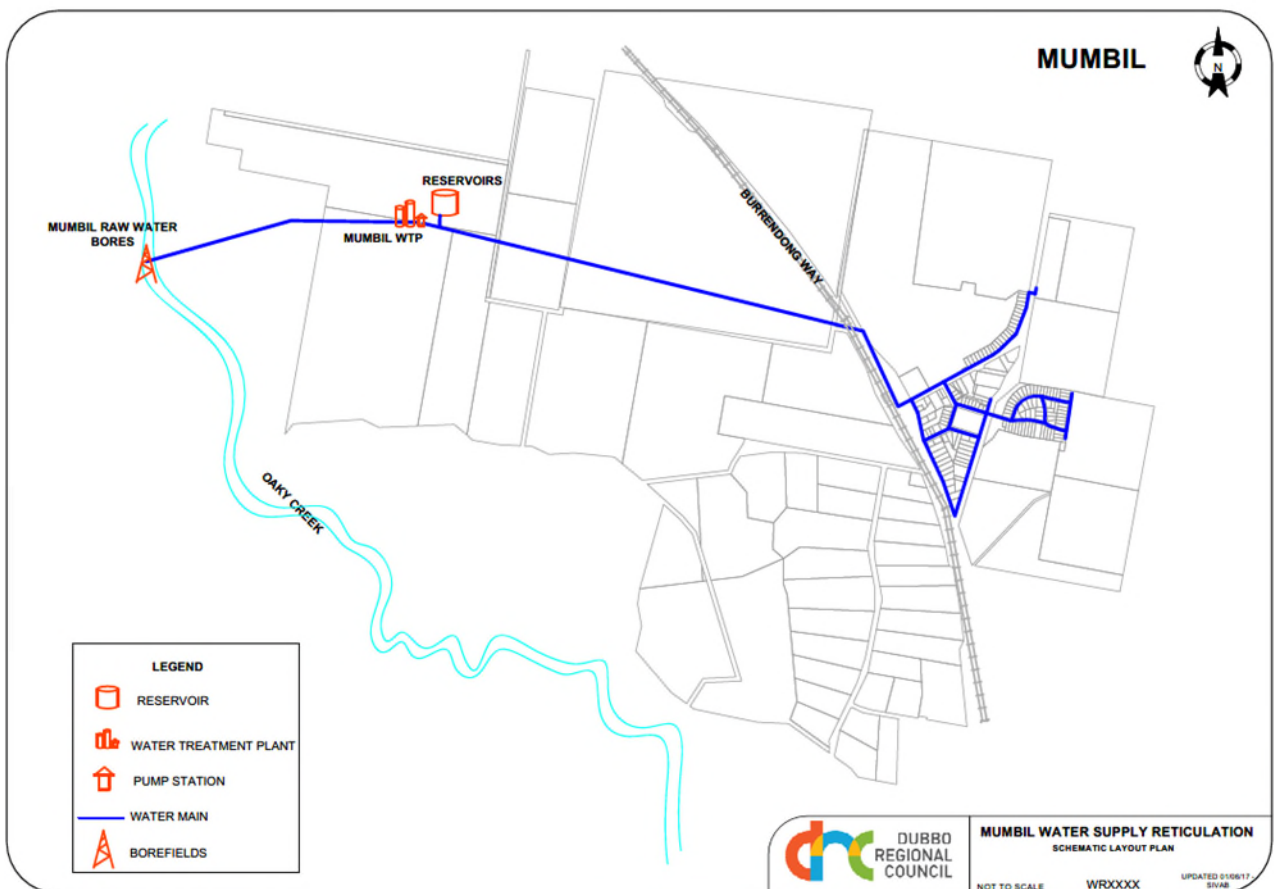 MUMBIL
N
RESERVOIRS
MUMBIL RAW WATER
BORES
MUMBIL WTP
BURRENDONG WAY
OAKY CREEK
LEGEND
RESERVOIR
WATER TREATMENT PLANT
PUMP STATION
WATER MAIN
BOREFIELDS
DUBBO
REGIONAL
COUNCIL
MUMBIL WATER SUPPLY RETICULATION
SCHEMATIC LAYOUT PLAN
NOT TO SCALE
WRXXXX
UPDATED 01/06/17 -
SIVAB